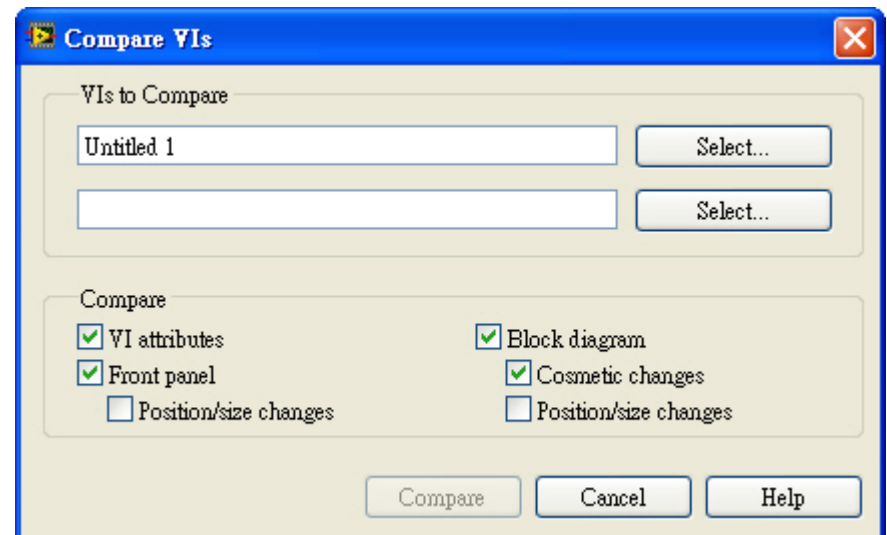 Compare VIs
VIs to Compare
Untitled 1
Select...
Select...
Compare
VI attributes
Block diagram
Front panel
Cosmetic changes
Position/size changes
Position/size changes
Compare
Cancel
Help